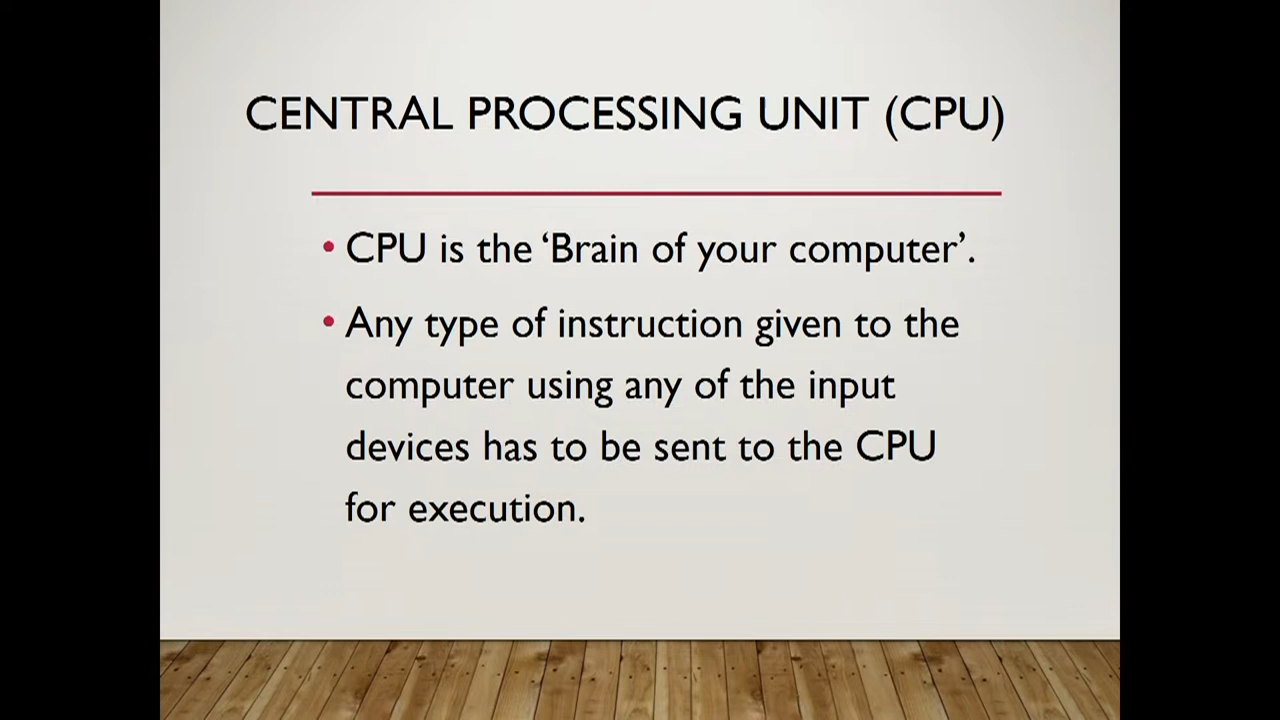 CENTRAL PROCESSING UNIT (CPU)
• CPU is the ‘Brain of your computer’.
• Any type of instruction given to the
computer using any of the input
devices has to be sent to the CPU
for execution.